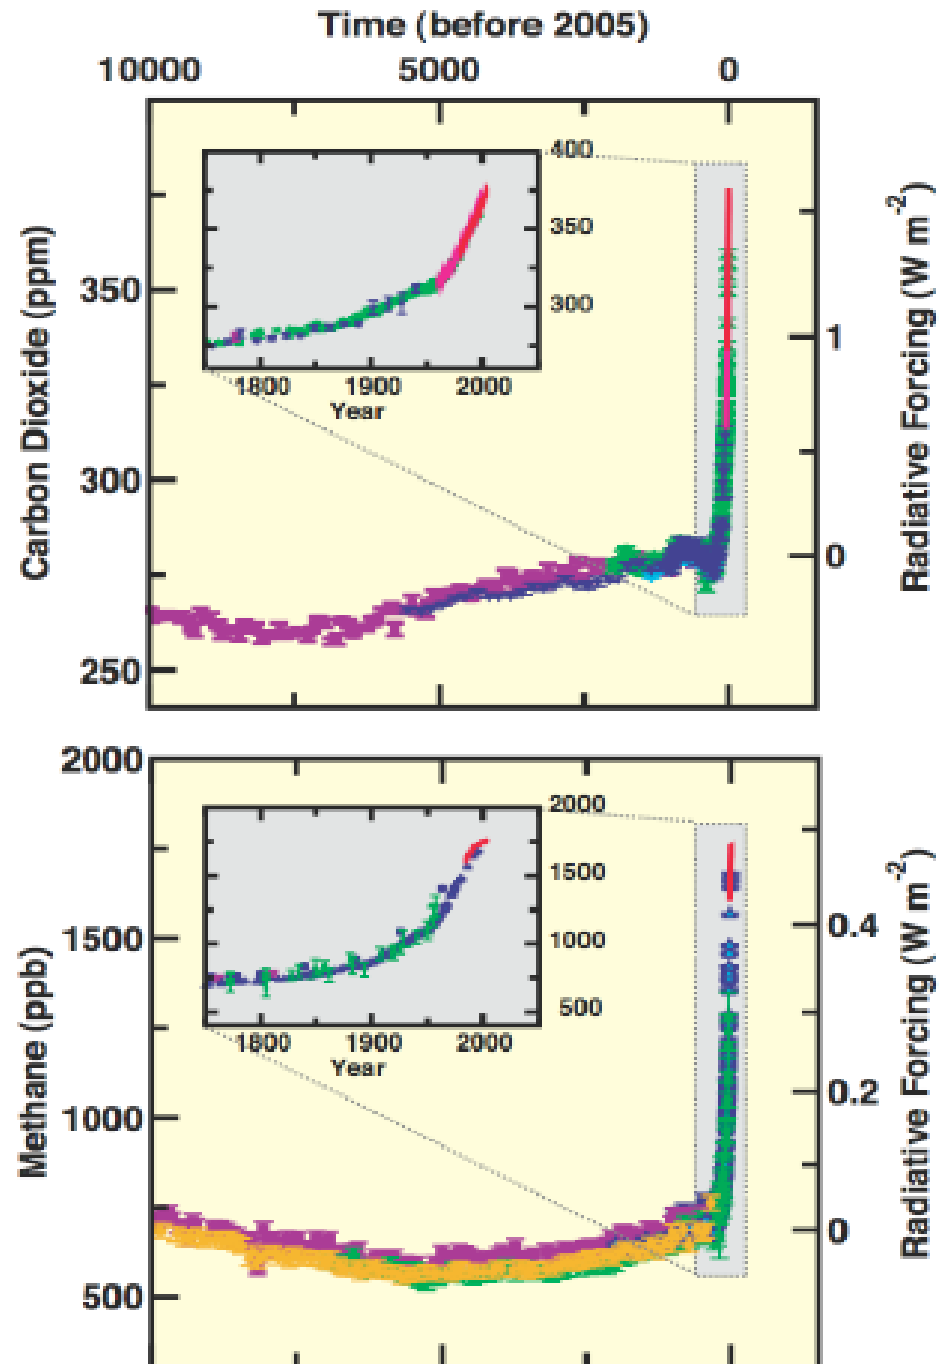 Time (before 2005)
10000 5000 0
Carbon Dioxide (ppm)
350
300
250
400
350
300
1800 1900 2000
Year
1
0
Radiative Forcing (W m-2)
2000
1500
1000
500
Methane (ppb)
2000
1500
1000
500
1800 1900 2000
Year
0.4
0.2
0
Radiative Forcing (W m-2)